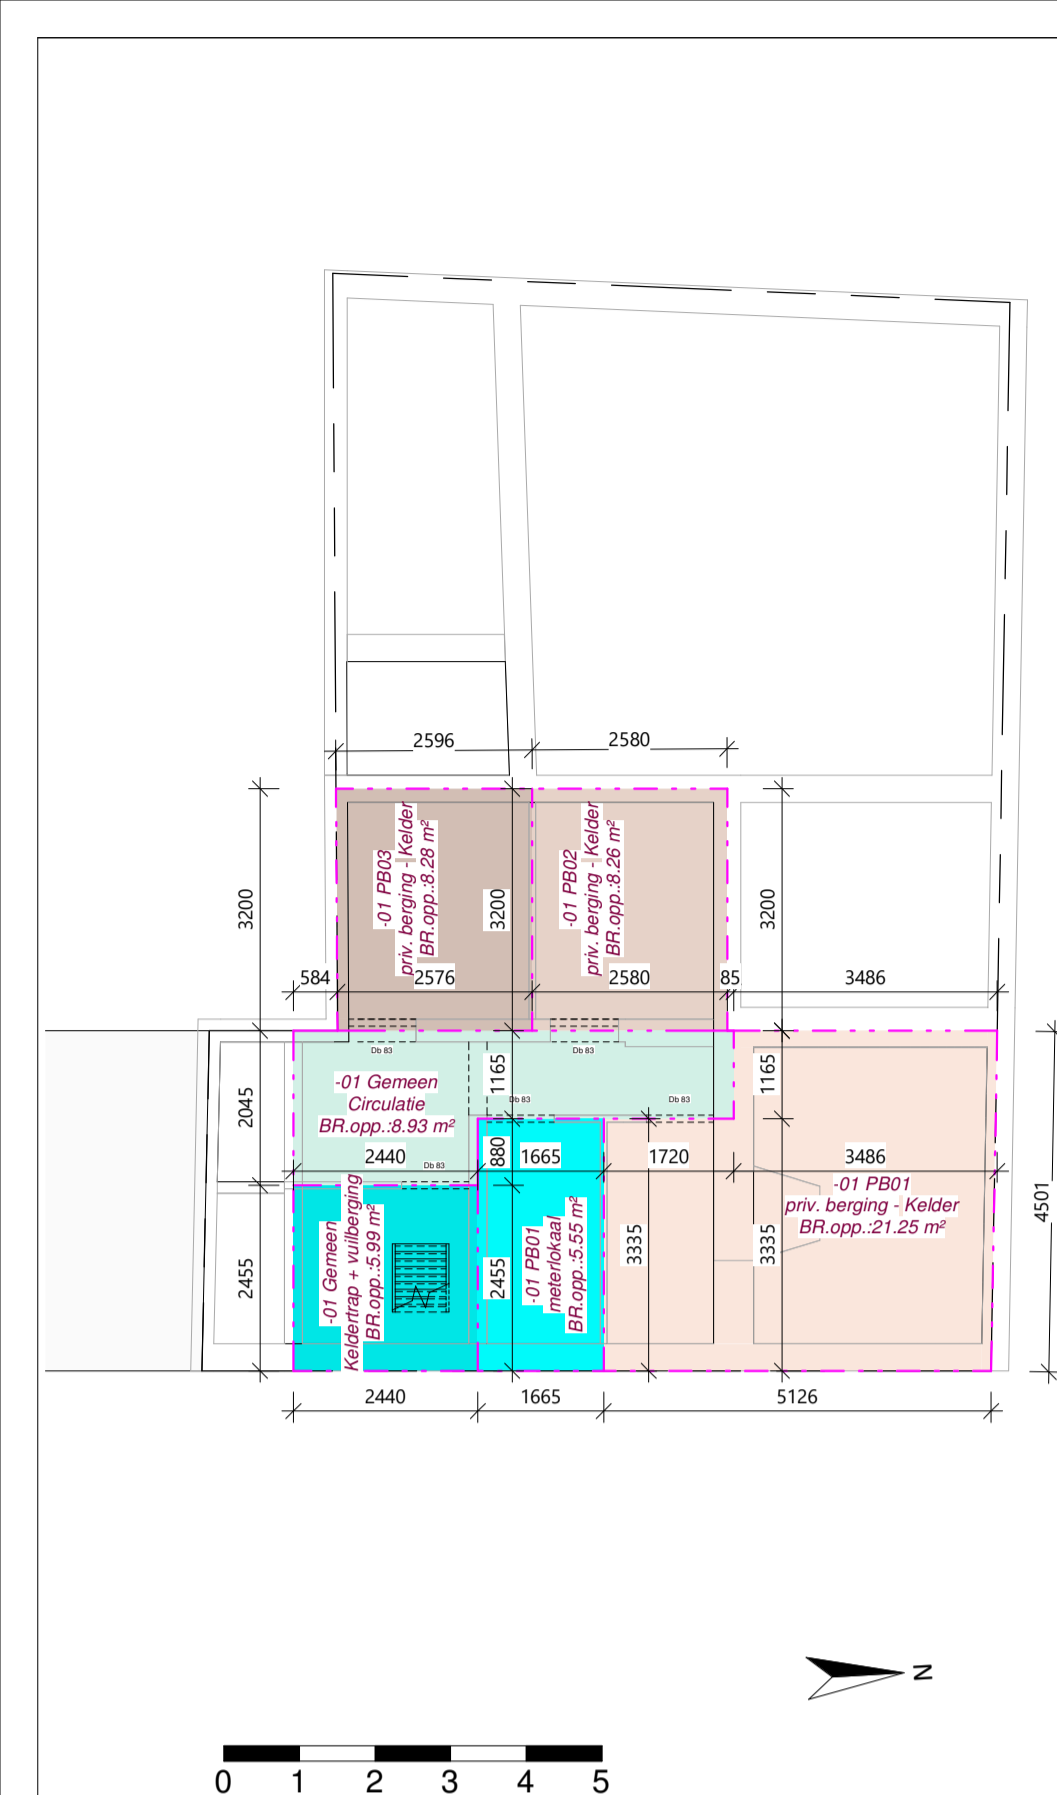 2596
2580
3200
-01 PB03
priv. berging - Kelder
BR.opp.:8.28 m²
3200
-01 PB02
priv. berging - Kelder
BR.opp.:8.26 m²
3200
584
2576
2580
85
3486
Db 83
Db 83
2045
-01 Gemeen
Circulatie
BR.opp.:8.93 m²
1165
Db 83
Db 83
1165
2440
Db 83
880
1665
1720
3486
2455
-01 Gemeen
Keldertrap + vuilberging
BR.opp.:5.99 m²
2455
-01 PB01
meterlokaal
BR.opp.:5.55 m²
3335
3335
-01 PB01
priv. berging - Kelder
BR.opp.:21.25 m²
4501
2440
1665
5126
N
0 1 2 3 4 5